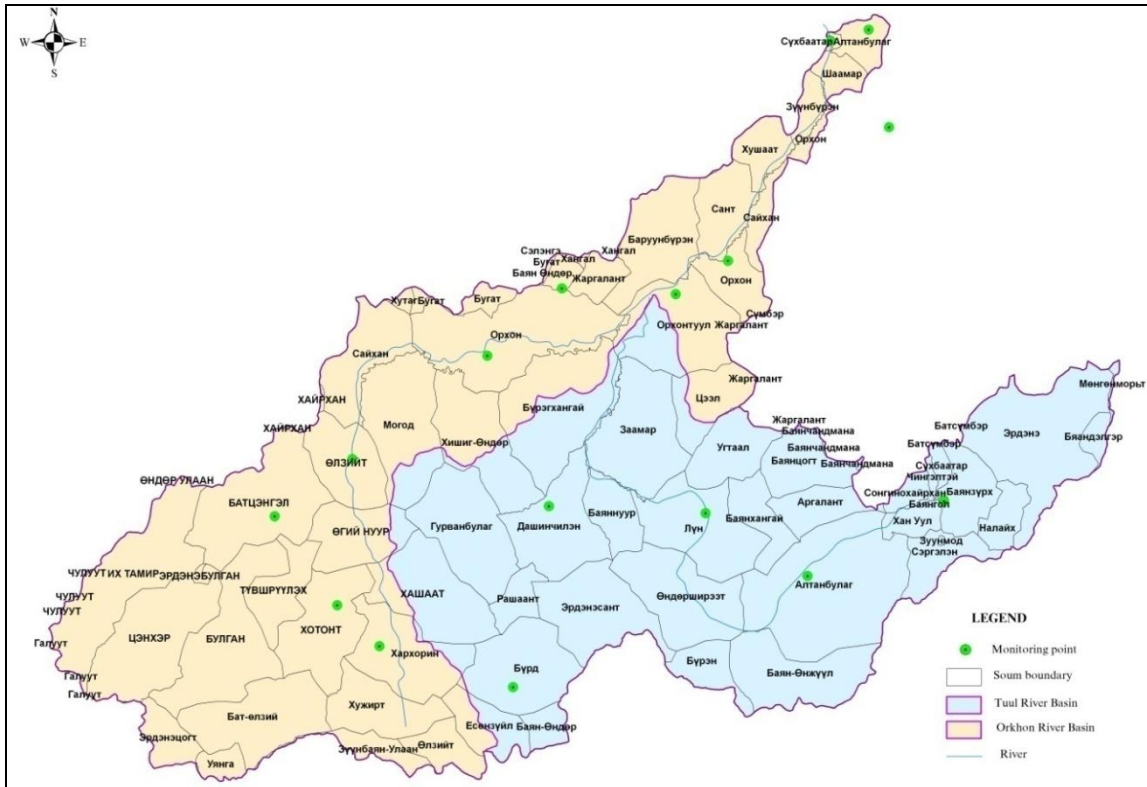 N
W E
S
Сүхбаатар Алтанбулаг
Шаамар
Зүүнбүрэн
Орхон
Хушаат
Сант
Сайхан
Баруунбүрэн
Хангал
Сэлэнгэ
Бугат
Хангал
Баян Өндөр
Жаргалант
Орхон
Сүмбэр
Хутаг
Бугат
Бугат
Орхонтуул
Жаргалант
Орхон
Сайхан
Жаргалант
Цээл
ХАЙРХАН
Могод
Бүрэгхангай
Заамар
ХАЙРХАН
Хишиг-Өндөр
Угтаал
Жаргалант
Баянчандмана
Баянчандмана
Баянцогт
Баянчандмана
Мөнгөнморьт
Батсүмбэр
Эрдэнэ
Бяандэлгэр
Батсүмбэр
Сүхбаатар
Чингэлтэй
Сонгинохайрхан
Баянзүрх
Баянгол
Хан Уул
Налайх
Зуунмод
Сэргэлэн
ӨЛЗИЙТ
ӨНДӨР УЛААН
БАТЦЭНГЭЛ
ӨГИЙ НУУР
Гурванбулаг
Дашинчилэн
Баяннуур
Лүн
Баянхангай
Аргалант
Алтанбулаг
ЧУЛУУТ
ИХ ТАМИР
ЭРДЭНЭБУЛГАН
ТҮВШРҮҮЛЭХ
ХАШААТ
Рашаант
Эрдэнэсант
Өндөрширээт
ЧУЛУУТ
ЧУЛУУТ
Галуут
ЦЭНХЭР
БУЛГАН
ХОТОНТ
Хархорин
Бүрд
Бүрэн
Баян-Өнжүүл
Галуут
Галуут
Бат-өлзий
Хужирт
Есөнзүйл
Баян-Өндөр
Эрдэнэцогт
Уянга
Зүүнбаян-Улаан
Өлзийт
LEGEND
Monitoring point
Soum boundary
Tuul River Basin
Orkhon River Basin
River